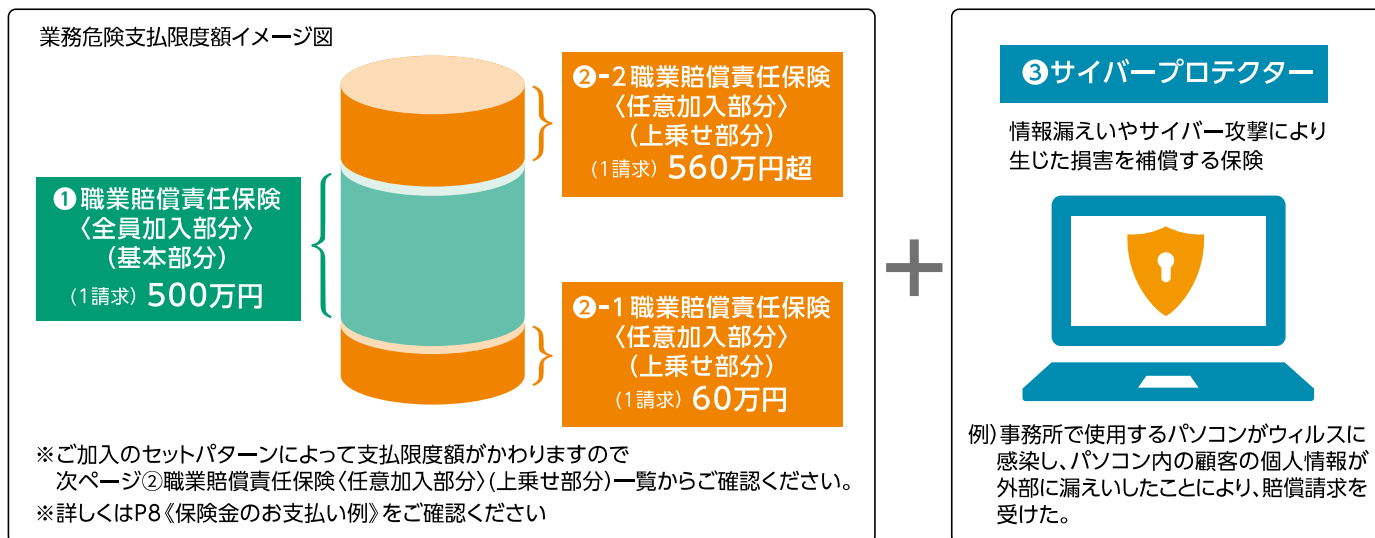 業務危険支払限度額イメージ図
❶職業賠償責任保険
〈全員加入部分〉
(基本部分)
(1請求) 500万円
❷-2職業賠償責任保険
〈任意加入部分〉
(上乗せ部分)
(1請求) 560万円超
❷-1職業賠償責任保険
〈任意加入部分〉
(上乗せ部分)
(1請求) 60万円
※ご加入のセットパターンによって支払限度額がかわりますので
次ページ②職業賠償責任保険〈任意加入部分〉(上乗せ部分)一覧からご確認ください。
※詳しくはP8《保険金のお支払い例》をご確認ください
+
❸サイバープロテクター
情報漏えいやサイバー攻撃により
生じた損害を補償する保険
例)事務所で使用するパソコンがウィルスに
感染し、パソコン内の顧客の個人情報が
外部に漏えいしたことにより、賠償請求を
受けた。